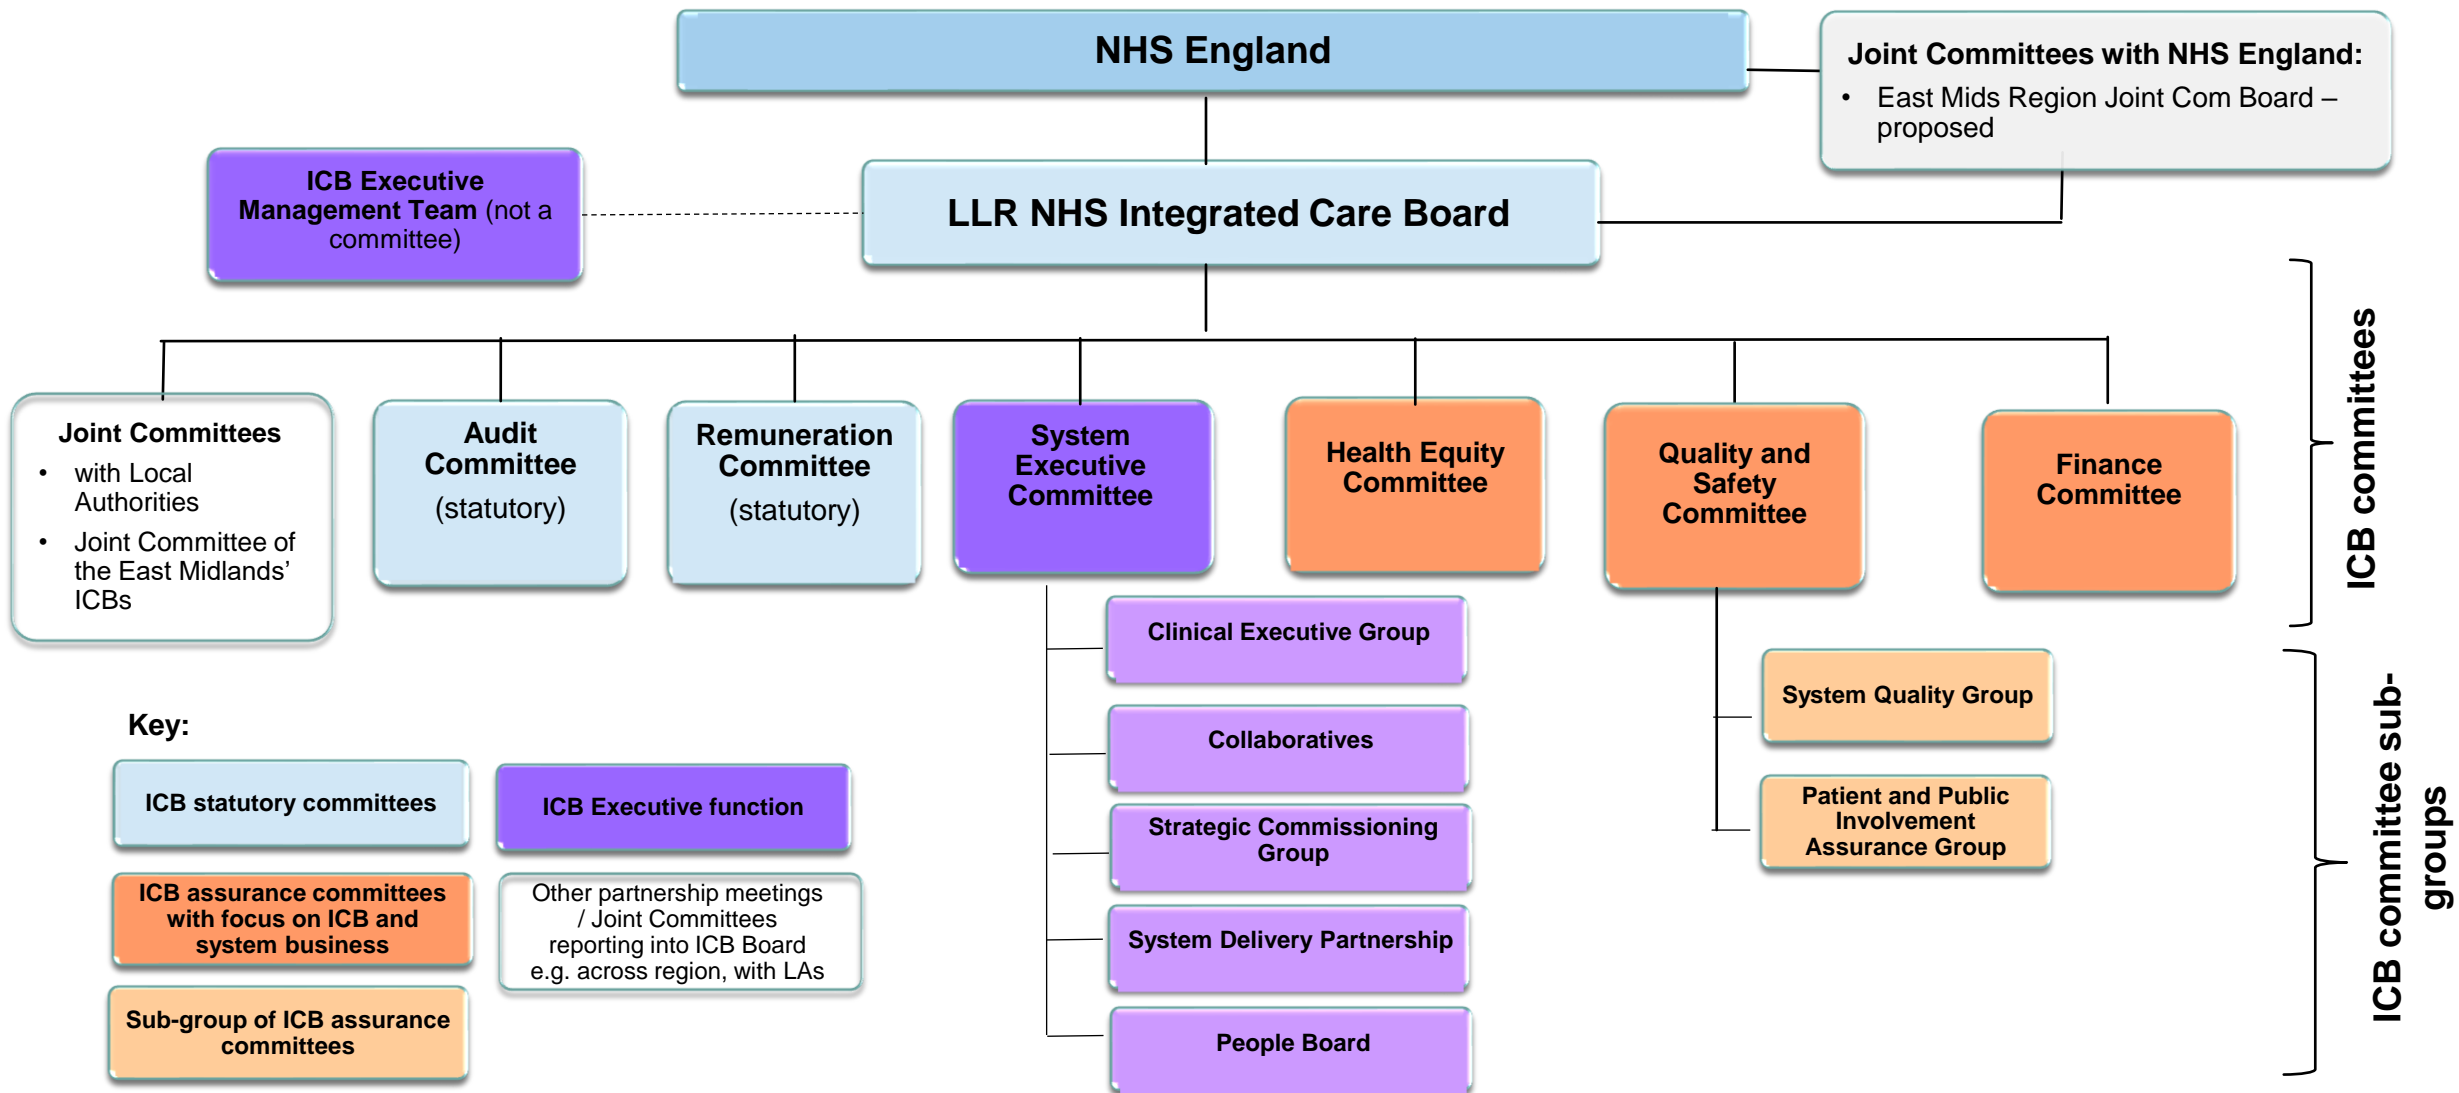 NHS England
Joint Committees with NHS England:
• East Mids Region Joint Com Board –
proposed
ICB Executive
Management Team (not a
committee)
LLR NHS Integrated Care Board
ICB committees
Joint Committees
• with Local
Authorities
• Joint Committee of
the East Midlands'
ICBs
Audit
Committee
(statutory)
Remuneration
Committee
(statutory)
System
Executive
Committee
Health Equity
Committee
Quality and
Safety
Committee
Finance
Committee
Clinical Executive Group
Collaboratives
Strategic Commissioning
Group
System Delivery Partnership
People Board
System Quality Group
Patient and Public
Involvement
Assurance Group
ICB committee sub-
groups
Key:
ICB statutory committees
ICB Executive function
ICB assurance committees
with focus on ICB and
system business
Other partnership meetings
/ Joint Committees
reporting into ICB Board
e.g. across region, with LAs
Sub-group of ICB assurance
committees